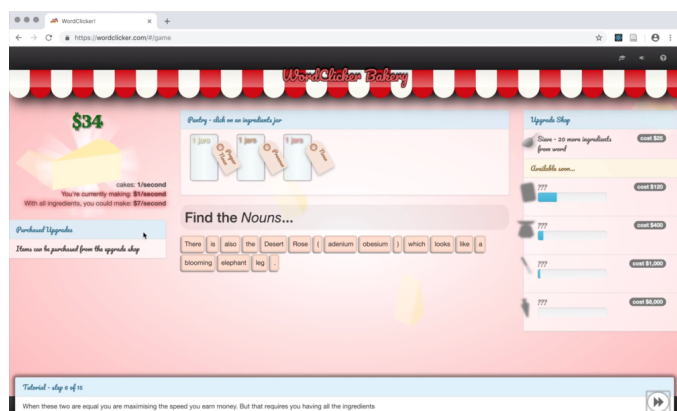 WordClicker!
https://wordclicker.com/#/game
WordClicker Bakery
$34
cakes: 1/second
You're currently making: $1/second
With all ingredients, you could make: $7/second
Purchased Upgrades
Items can be purchased from the upgrade shop
Pantry - click on an ingredients jar
1 jars
Proper Noun
1 jars
Pronoun
1 jars
Noun
Find the Nouns...
There is also the Desert Rose ( adenium obesium ) which looks like a
blooming elephant leg .
Upgrade Shop
Sieve - 20 more ingredients from word
cost $25
Available soon...
???
cost $120
???
cost $400
???
cost $1,000
???
cost $8,000
Tutorial - step 6 of 15
When these two are equal you are maximising the speed you earn money. But that requires you having all the ingredients